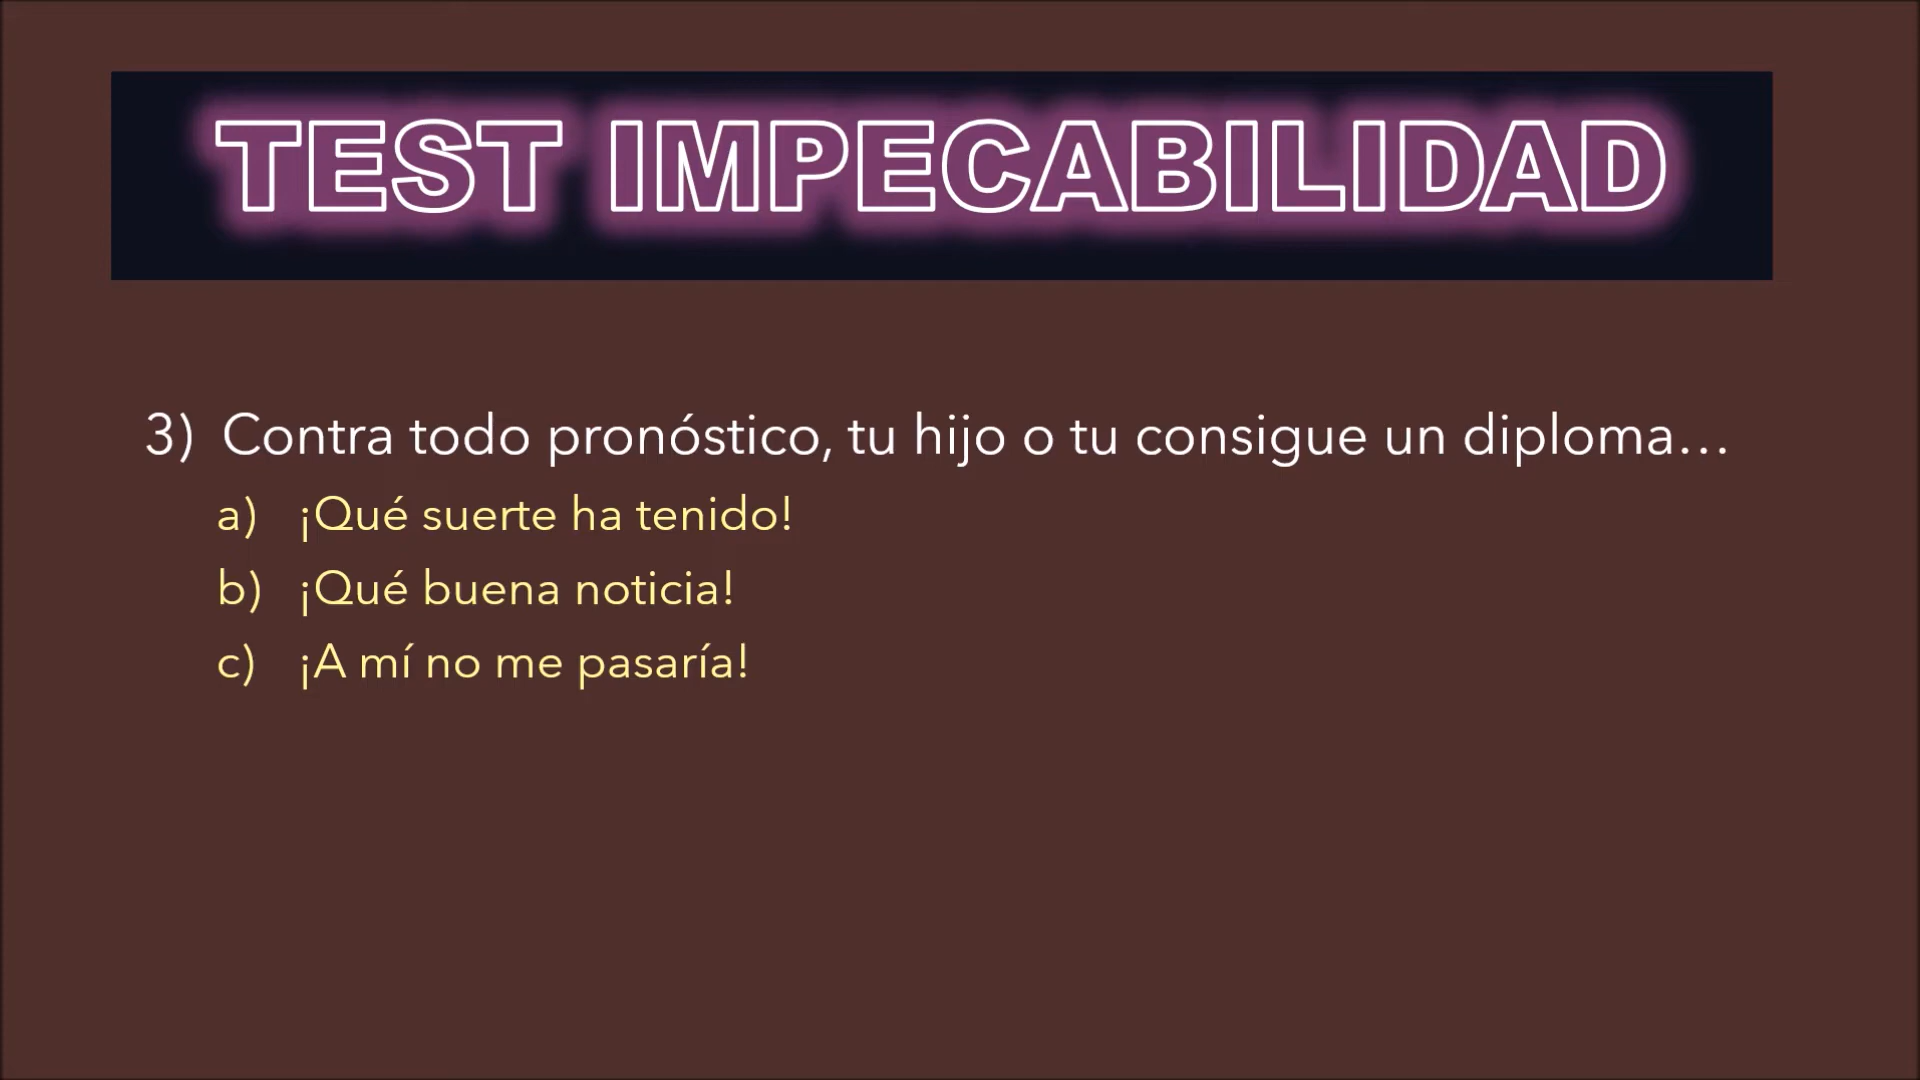 TEST IMPECABILIDAD
3) Contra todo pronóstico, tu hijo o tu consigue un diploma...
a) ¡Qué suerte ha tenido!
b) ¡Qué buena noticia!
c) ¡A mí no me pasaría!